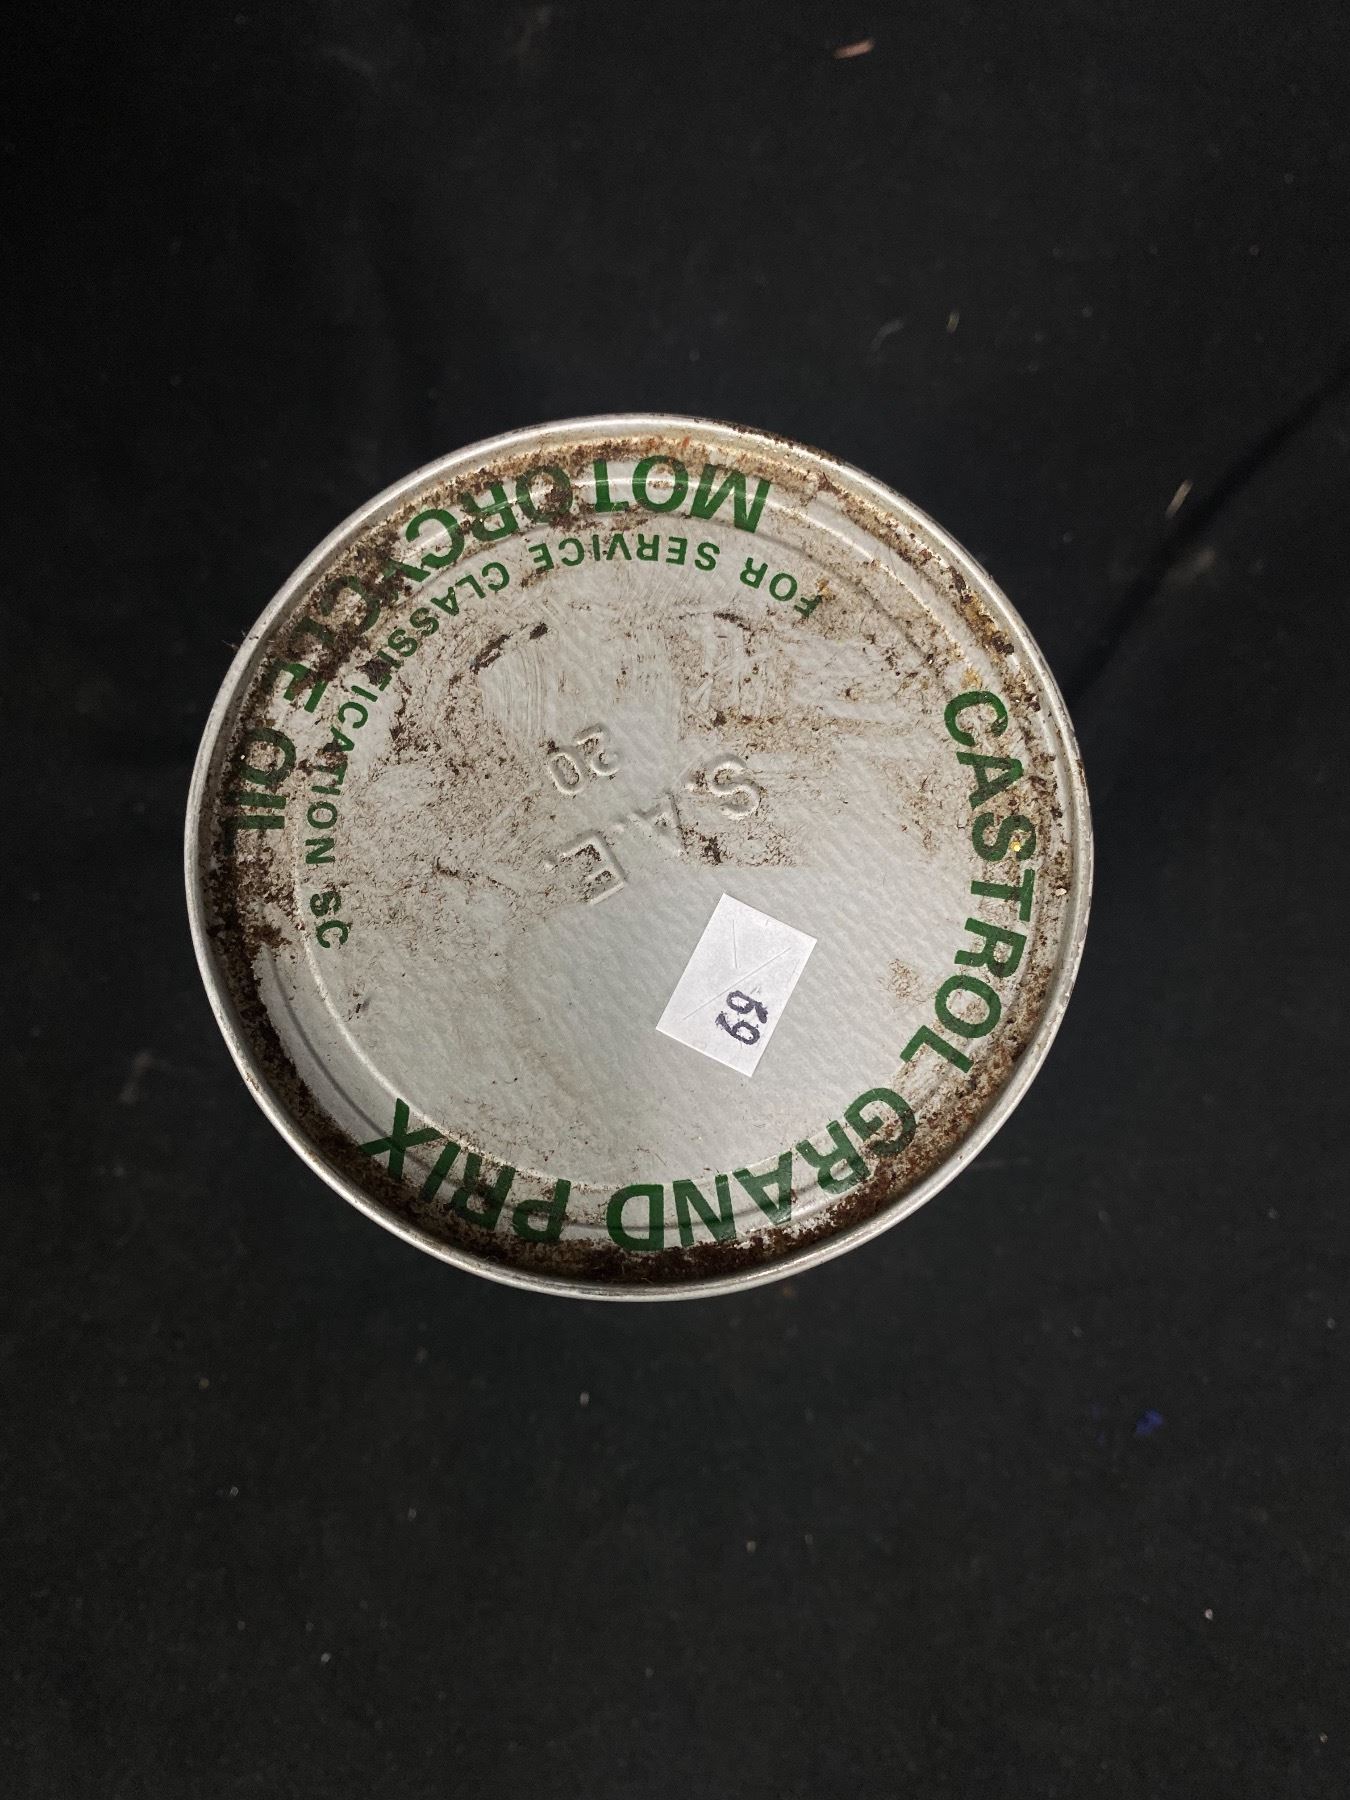 CASTROL GRAND PRIX
MOTORCYCLE OIL
FOR SERVICE CLASSIFICATION SC
S.A.E.
20
69